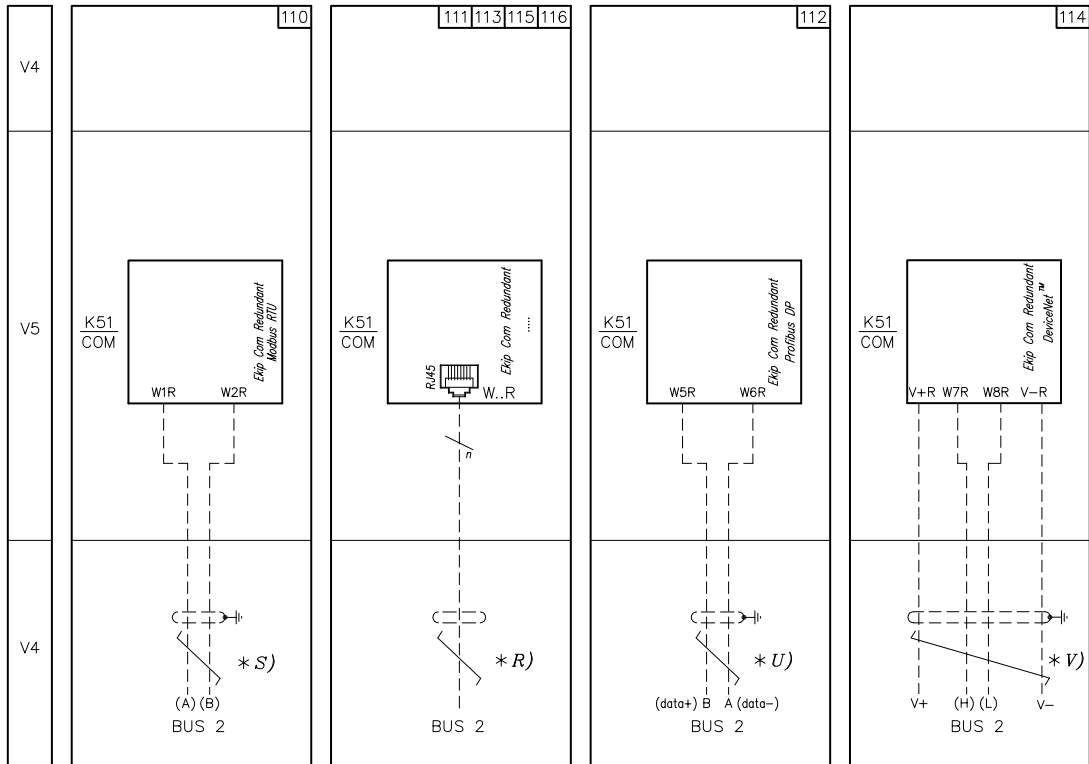 V4
V5
V4
110
K51
COM
Ekip Com Redundant
Modbus RTU
W1R W2R
* S)
(A) (B)
BUS 2
111 113 115 116
K51
COM
Ekip Com Redundant
.....
RJ45
W..R
n
* R)
BUS 2
112
K51
COM
Ekip Com Redundant
Profibus DP
W5R W6R
* U)
(data+) B A (data-)
BUS 2
114
K51
COM
Ekip Com Redundant
DeviceNet™
V+R W7R W8R V-R
* V)
V+ (H) (L) V-
BUS 2